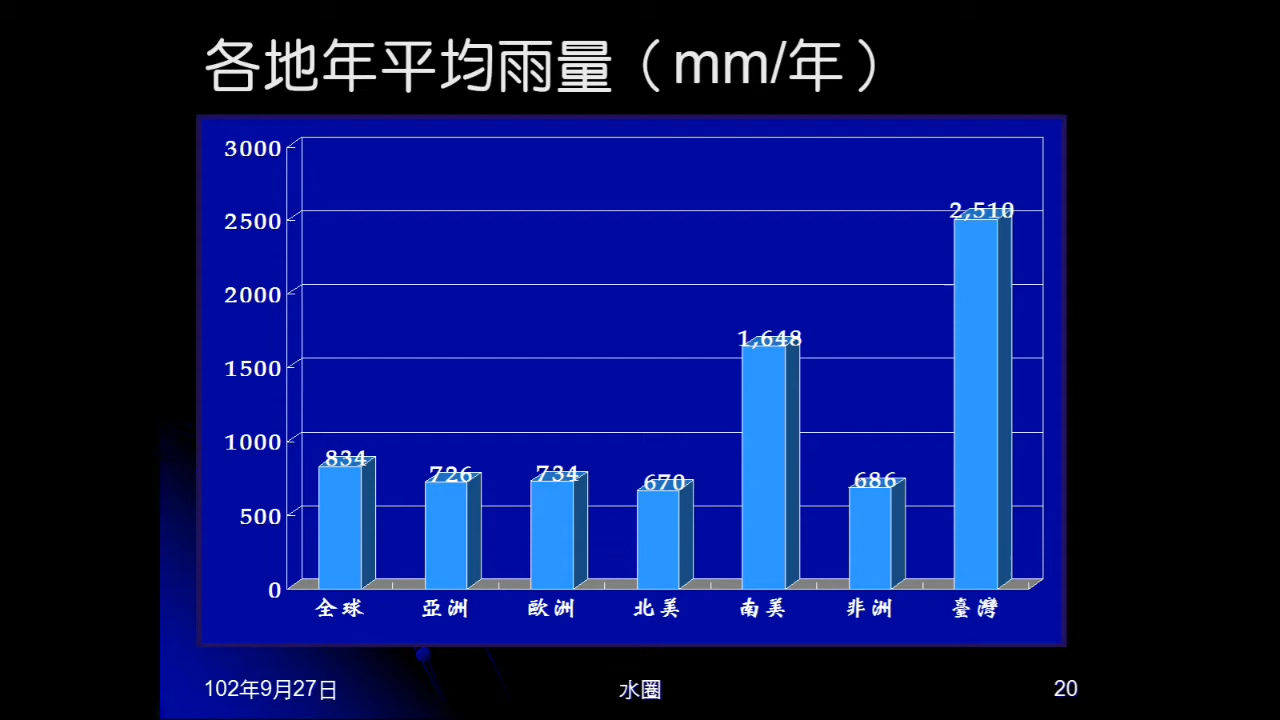 各地年平均雨量（mm/年）
3000
2500
2000
1500
1000
500
0
834
726
734
670
1,648
686
2,510
全球
亞洲
歐洲
北美
南美
非洲
臺灣
102年9月27日
水圈
20